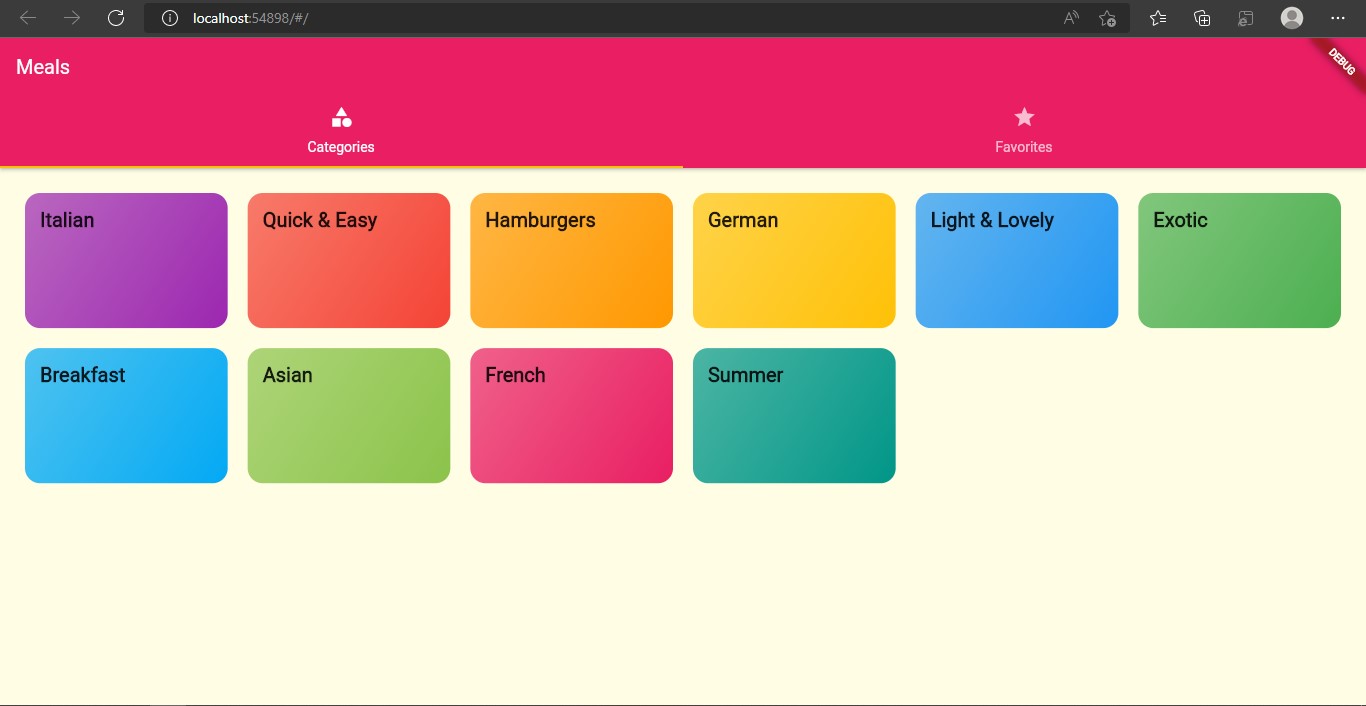 localhost:54898/#/
Meals
DEBUG
Categories
Favorites
Italian
Quick & Easy
Hamburgers
German
Light & Lovely
Exotic
Breakfast
Asian
French
Summer